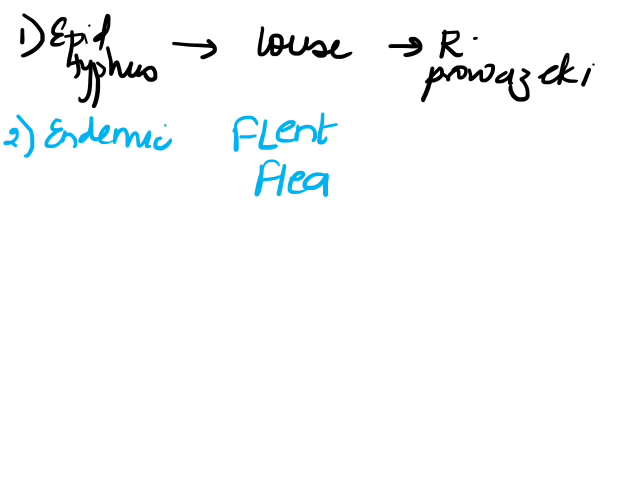 1) Epid typhus → louse → R. prowazeki
2) Endemic FLent
Flea